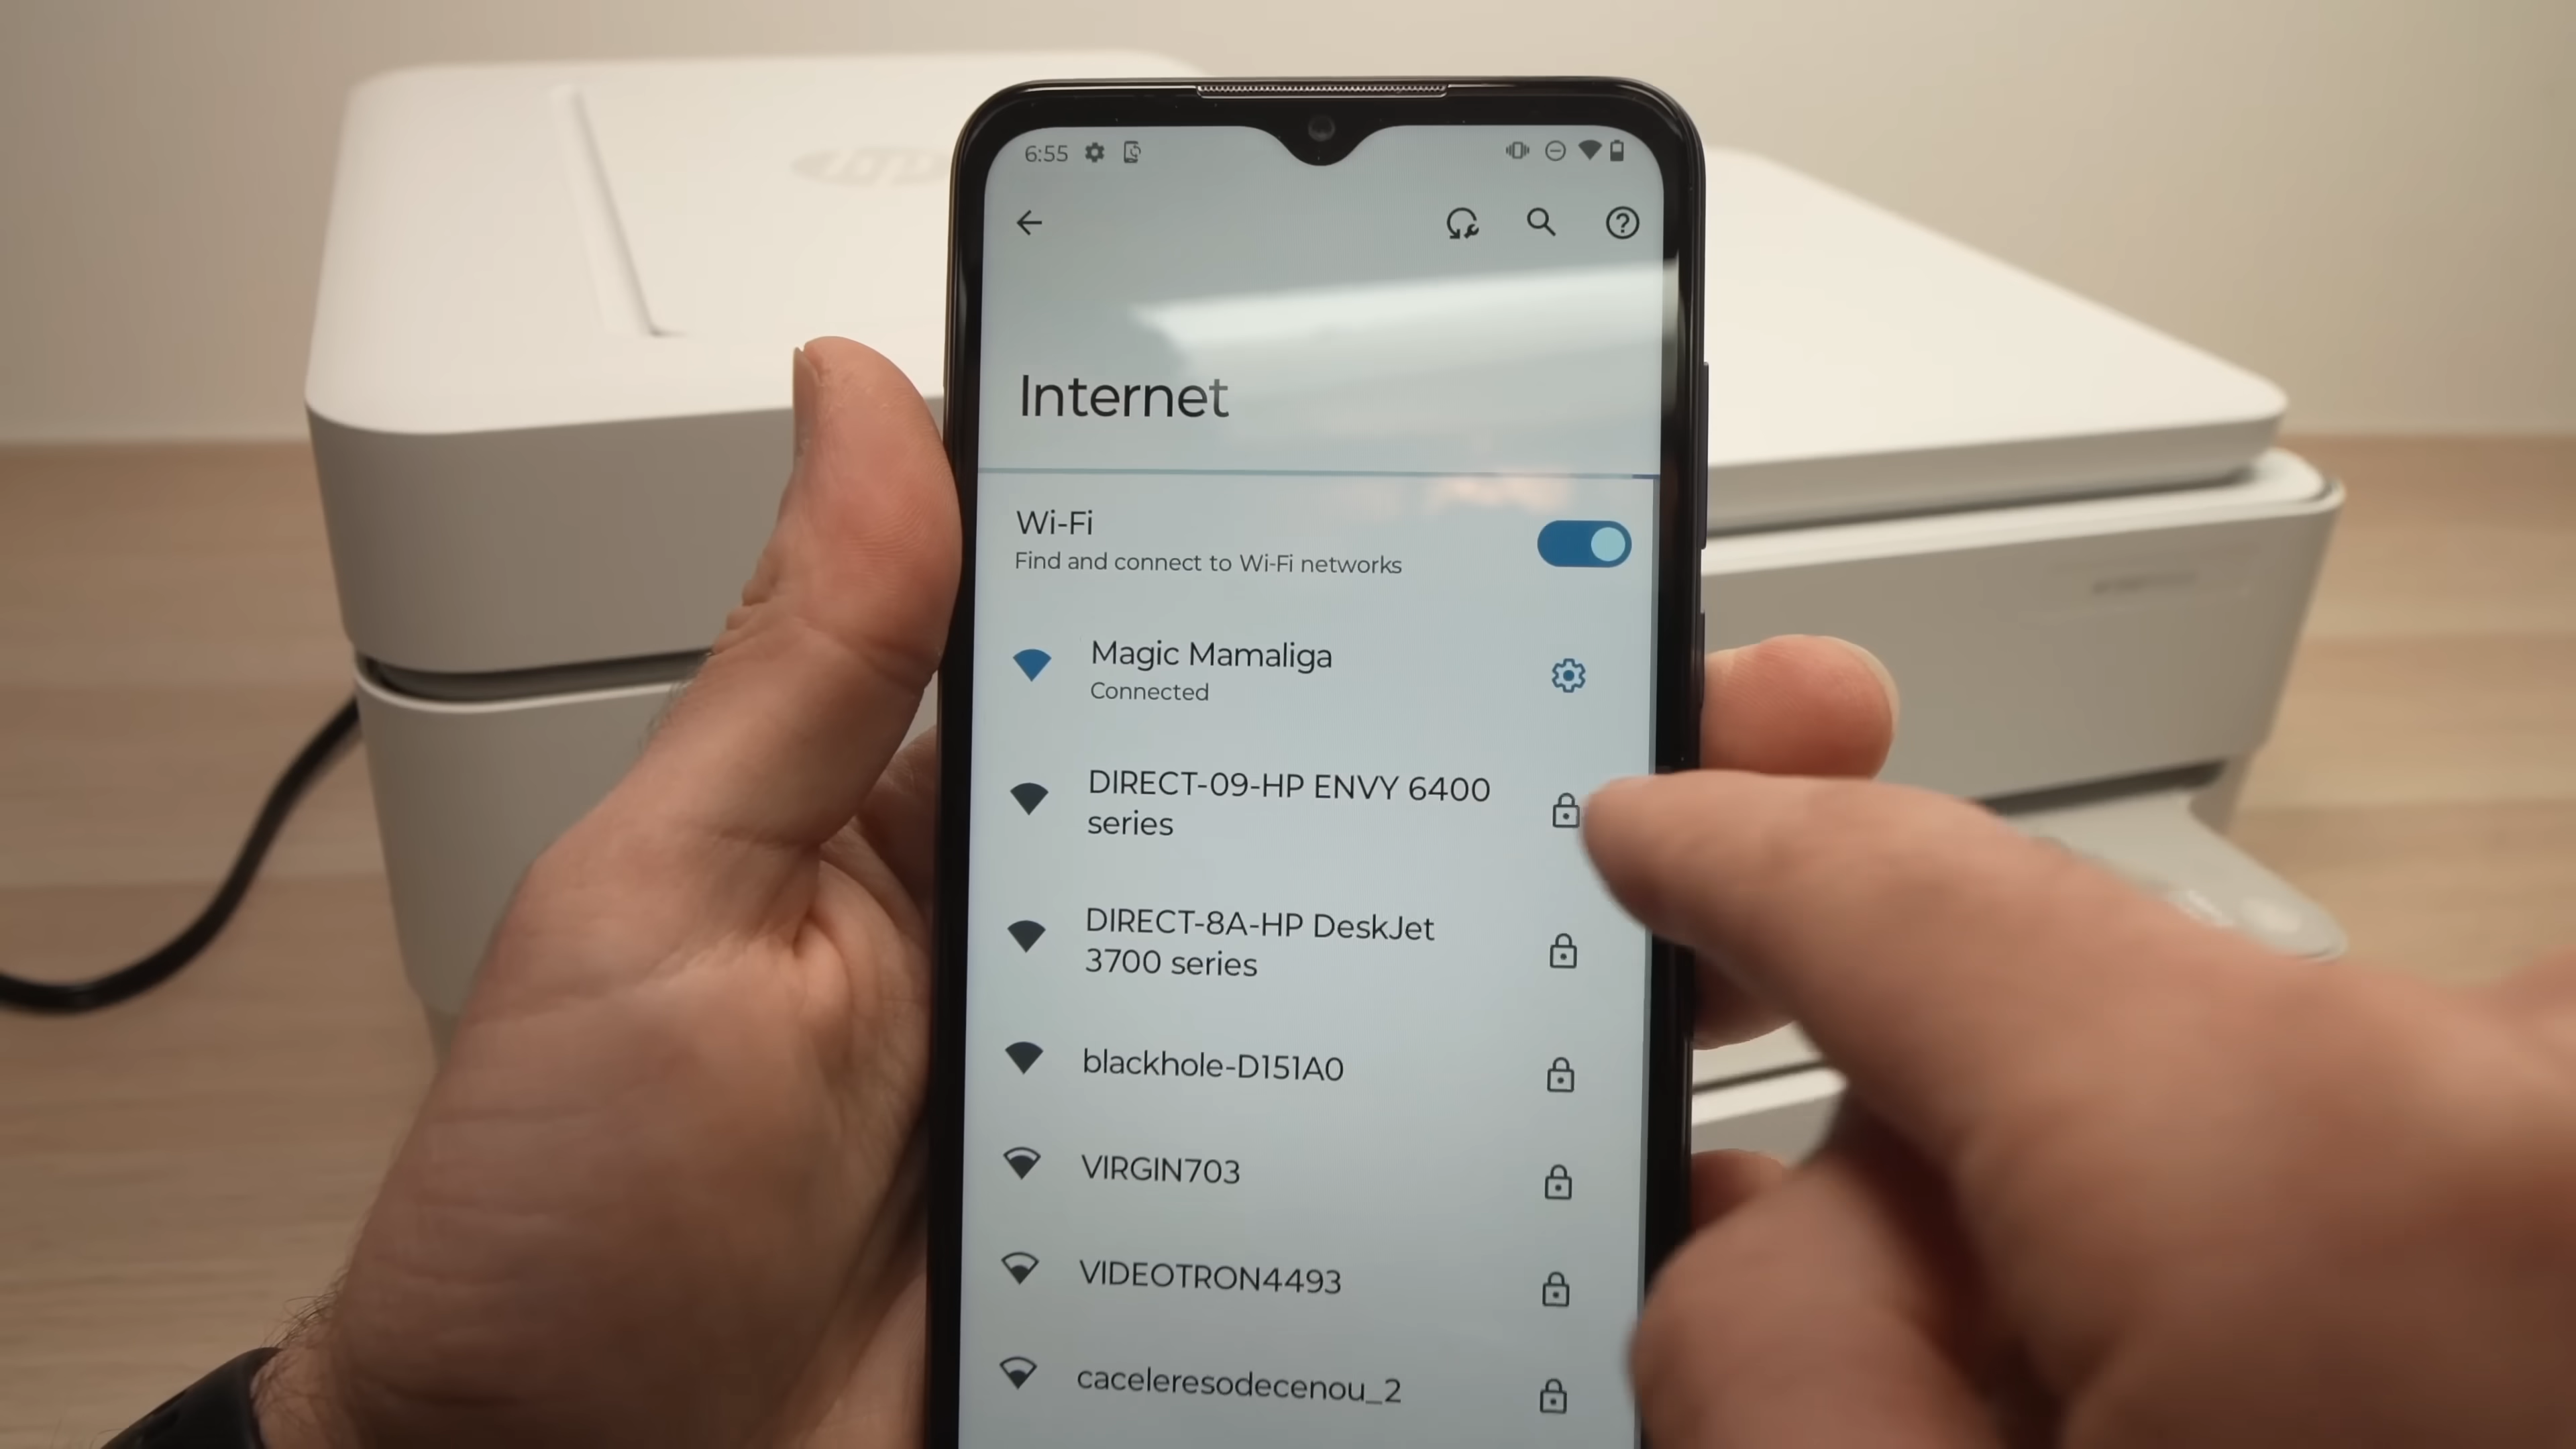 hp
6:55
Internet
Wi-Fi
Find and connect to Wi-Fi networks
Magic Mamaliga
Connected
DIRECT-09-HP ENVY 6400
series
DIRECT-8A-HP DeskJet
3700 series
blackhole-D151A0
VIRGIN703
VIDEOTRON4493
caceleresodecenou_2